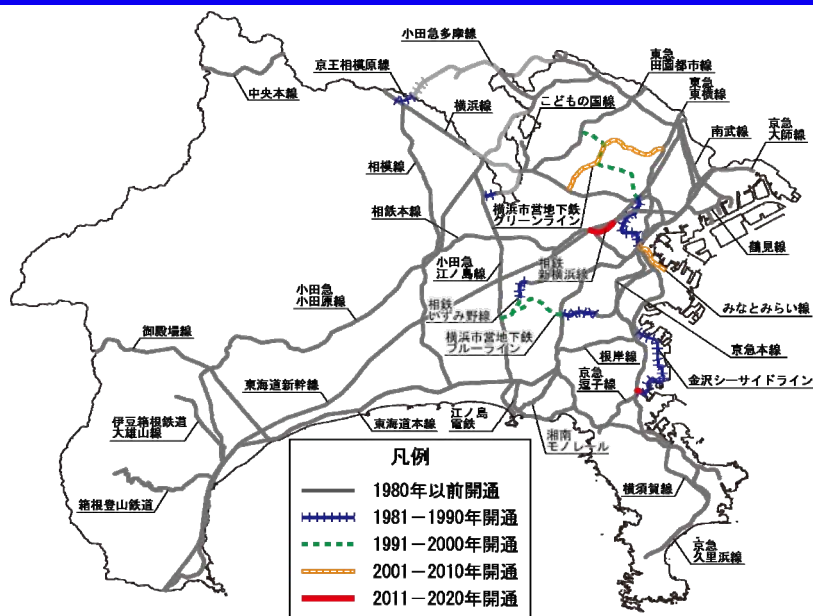 小田急多摩線
東急
田園都市線
京王相模原線
東急
東横線
中央本線
横浜線
こどもの国線
南武線
京急
大師線
相模線
横浜市営地下鉄
グリーンライン
相鉄本線
鶴見線
小田急
江ノ島線
相鉄
新横浜線
小田急
小田原線
相鉄
いずみ野線
みなとみらい線
御殿場線
横浜市営地下鉄
ブルーライン
京急本線
根岸線
東海道新幹線
京急
逗子線
金沢シーサイドライン
伊豆箱根鉄道
大雄山線
東海道本線
江ノ島
電鉄
湘南
モノレール
箱根登山鉄道
横須賀線
京急
久里浜線
凡例
1980年以前開通
1981－1990年開通
1991－2000年開通
2001－2010年開通
2011－2020年開通